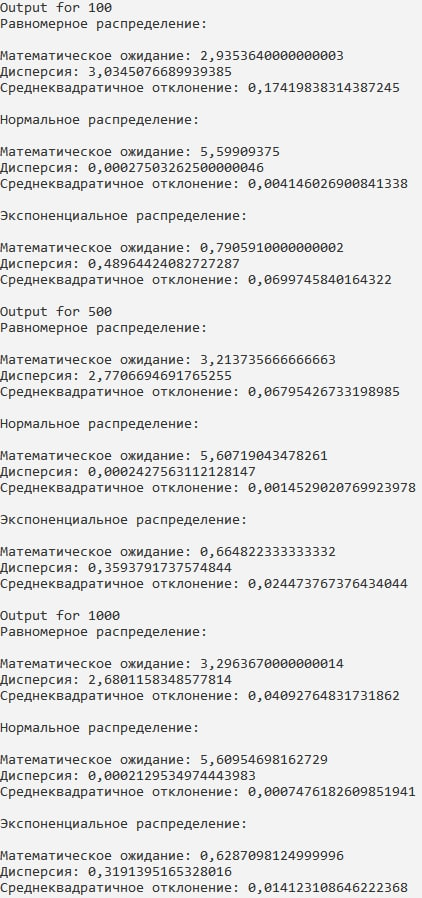 Output for 100
Равномерное распределение:
Математическое ожидание: 2,9353640000000003
Дисперсия: 3,0345076689939385
Среднеквадратичное отклонение: 0,17419838314387245
Нормальное распределение:
Математическое ожидание: 5,59909375
Дисперсия: 0,00027503262500000046
Среднеквадратичное отклонение: 0,004146026900841338
Экспоненциальное распределение:
Математическое ожидание: 0,7905910000000002
Дисперсия: 0,48964424082727287
Среднеквадратичное отклонение: 0,0699745840164322
Output for 500
Равномерное распределение:
Математическое ожидание: 3,213735666666663
Дисперсия: 2,7706694691765255
Среднеквадратичное отклонение: 0,06795426733198985
Нормальное распределение:
Математическое ожидание: 5,60719043478261
Дисперсия: 0,0002427563112128147
Среднеквадратичное отклонение: 0,0014529020769923978
Экспоненциальное распределение:
Математическое ожидание: 0,664822333333332
Дисперсия: 0,3593791737574844
Среднеквадратичное отклонение: 0,024473767376434044
Output for 1000
Равномерное распределение:
Математическое ожидание: 3,2963670000000014
Дисперсия: 2,6801158348577814
Среднеквадратичное отклонение: 0,04092764831731862
Нормальное распределение:
Математическое ожидание: 5,60954698162729
Дисперсия: 0,0002129534974443983
Среднеквадратичное отклонение: 0,0007476182609851941
Экспоненциальное распределение:
Математическое ожидание: 0,6287098124999996
Дисперсия: 0,3191395165328016
Среднеквадратичное отклонение: 0,014123108646222368